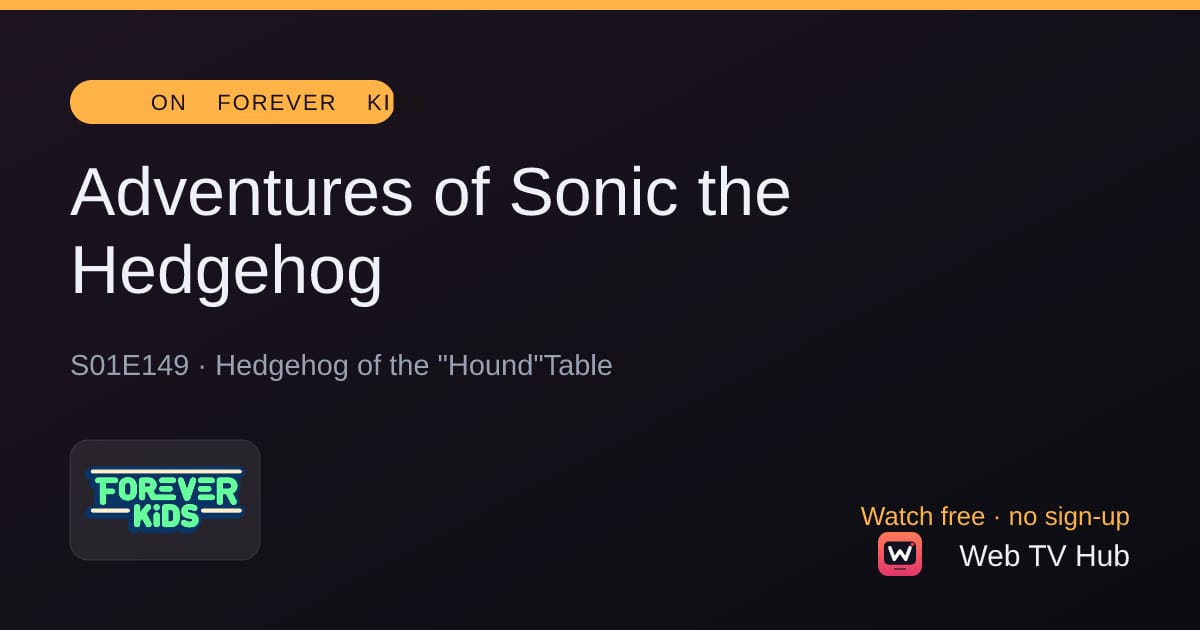 ON FOREVER KI
Adventures of Sonic the
Hedgehog
S01E149 · Hedgehog of the "Hound"Table
FOREVER
KiDS
Watch free · no sign-up
W
Web TV Hub